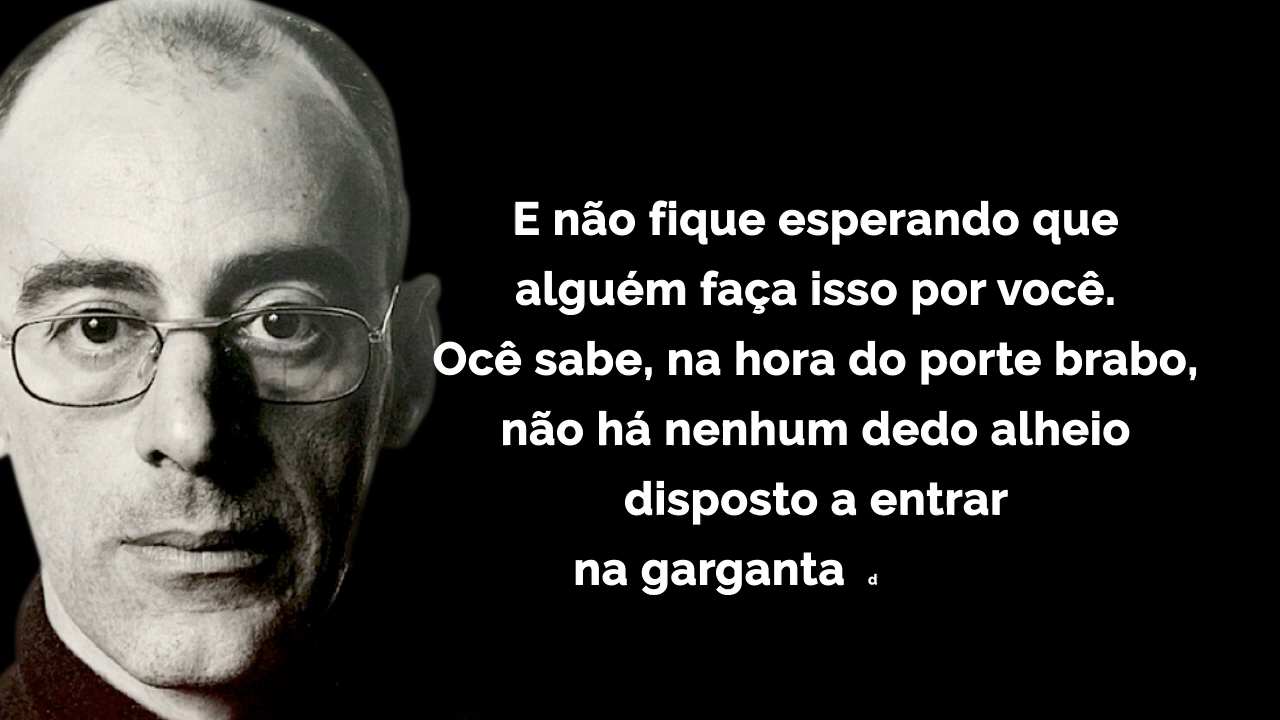 E não fique esperando que
alguém faça isso por você.
Ocê sabe, na hora do porte brabo,
não há nenhum dedo alheio
disposto a entrar
na garganta d